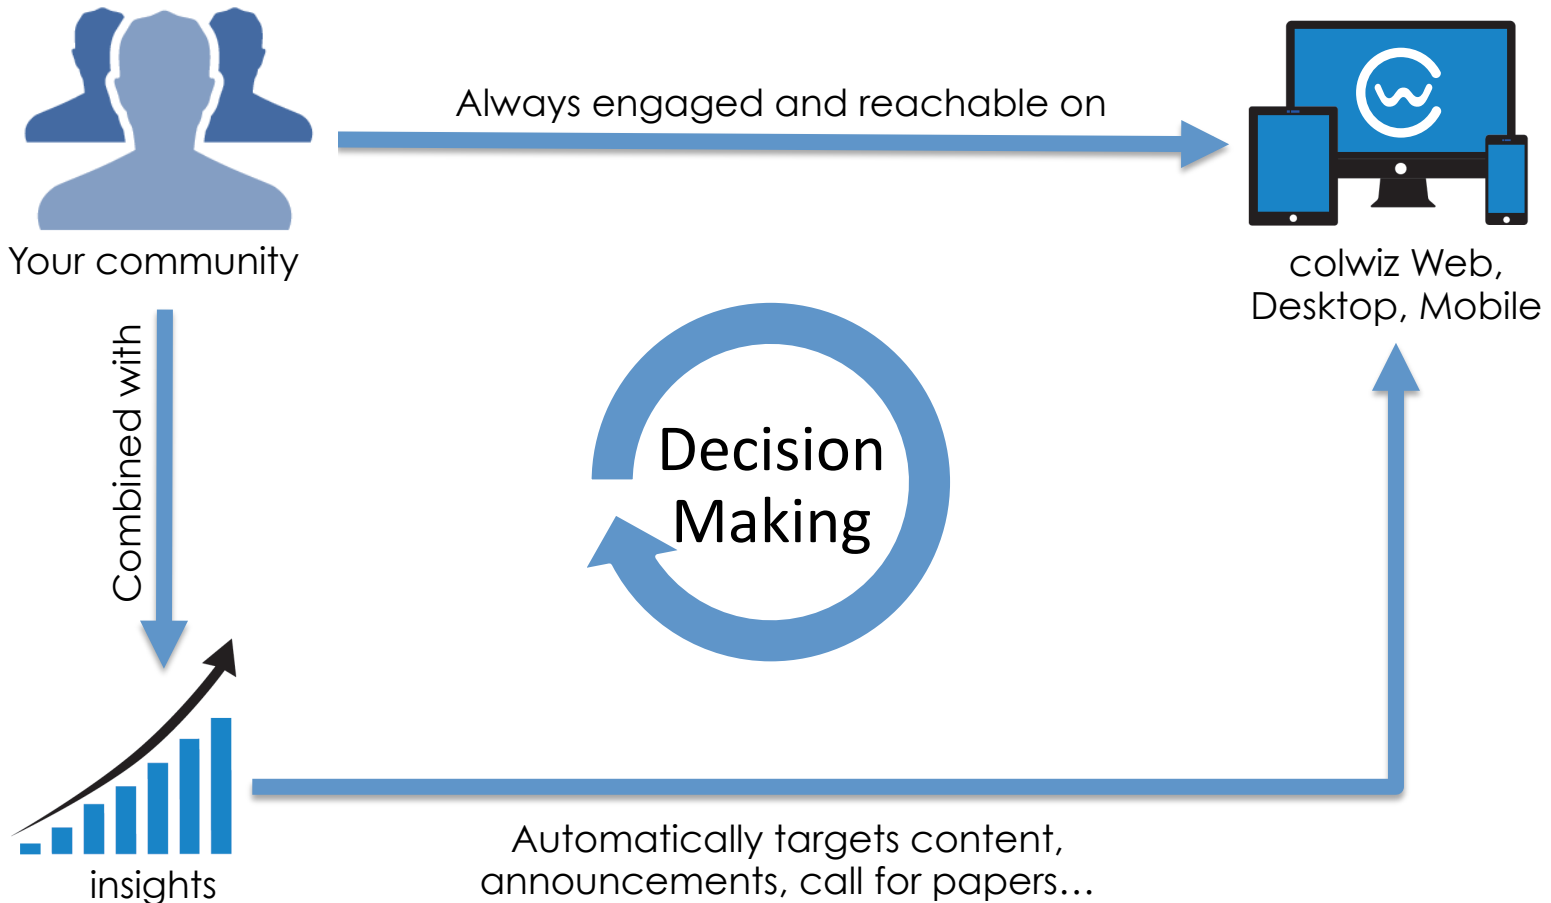 Always engaged and reachable on
Your community
colwiz Web,
Desktop, Mobile
Combined with
Decision
Making
insights
Automatically targets content,
announcements, call for papers…